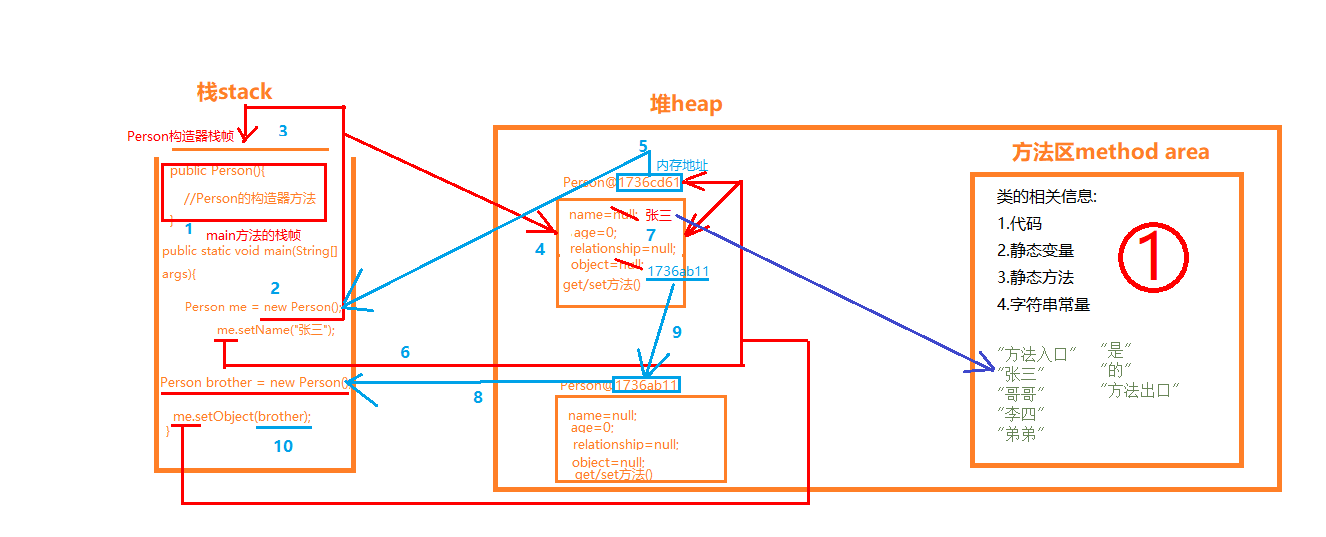 栈stack
Person构造器栈帧
3
public Person(){
//Person的构造器方法
}
1
main方法的栈帧
public static void main(String[]
args){
2
Person me = new Person();
me.setName("张三");
6
Person brother = new Person()
8
me.setObject(brother);
}
10
堆heap
5
内存地址
Person@1736cd61
4
name=null; 张三
age=0;
7
relationship=null;
object=null; 1736ab11
get/set方法()
9
Person@1736ab11
name=null;
age=0;
relationship=null;
object=null;
get/set方法()
方法区method area
类的相关信息:
1.代码
2.静态变量
3.静态方法
4.字符串常量
1
"方法入口"
"张三"
"哥哥"
"李四"
"弟弟"
"是"
"的"
"方法出口"